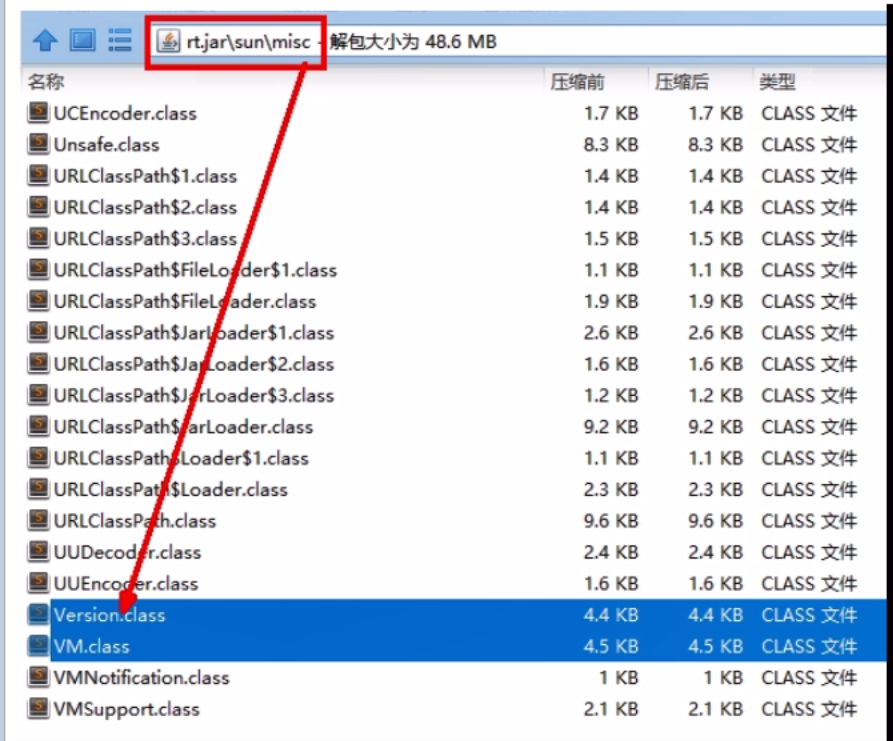 rt.jar\sun\misc - 解包大小为 48.6 MB
名称 压缩前 压缩后 类型
UCEncoder.class 1.7 KB 1.7 KB CLASS 文件
Unsafe.class 8.3 KB 8.3 KB CLASS 文件
URLClassPath$1.class 1.4 KB 1.4 KB CLASS 文件
URLClassPath$2.class 1.4 KB 1.4 KB CLASS 文件
URLClassPath$3.class 1.5 KB 1.5 KB CLASS 文件
URLClassPath$FileLoader$1.class 1.1 KB 1.1 KB CLASS 文件
URLClassPath$FileLoader.class 1.9 KB 1.9 KB CLASS 文件
URLClassPath$JarLoader$1.class 2.6 KB 2.6 KB CLASS 文件
URLClassPath$JarLoader$2.class 1.6 KB 1.6 KB CLASS 文件
URLClassPath$JarLoader$3.class 1.2 KB 1.2 KB CLASS 文件
URLClassPath$JarLoader.class 9.2 KB 9.2 KB CLASS 文件
URLClassPath$Loader$1.class 1.1 KB 1.1 KB CLASS 文件
URLClassPath$Loader.class 2.3 KB 2.3 KB CLASS 文件
URLClassPath.class 9.6 KB 9.6 KB CLASS 文件
UUDecoder.class 2.4 KB 2.4 KB CLASS 文件
UUEncoder.class 1.6 KB 1.6 KB CLASS 文件
Version.class 4.4 KB 4.4 KB CLASS 文件
VM.class 4.5 KB 4.5 KB CLASS 文件
VMNotification.class 1 KB 1 KB CLASS 文件
VMSupport.class 2.1 KB 2.1 KB CLASS 文件